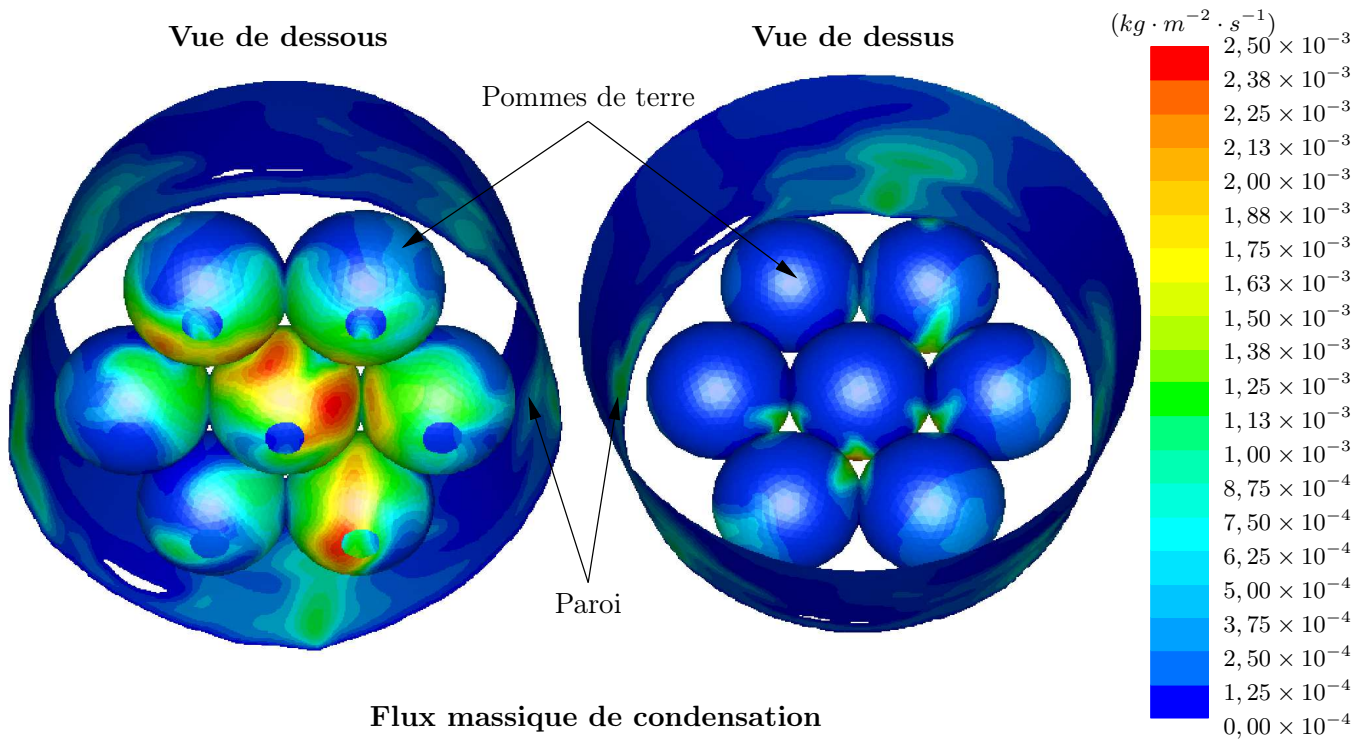 Vue de dessous
Vue de dessus
(kg · m⁻² · s⁻¹)
Pommes de terre
Paroi
2,50 × 10⁻³
2,38 × 10⁻³
2,25 × 10⁻³
2,13 × 10⁻³
2,00 × 10⁻³
1,88 × 10⁻³
1,75 × 10⁻³
1,63 × 10⁻³
1,50 × 10⁻³
1,38 × 10⁻³
1,25 × 10⁻³
1,13 × 10⁻³
1,00 × 10⁻³
8,75 × 10⁻⁴
7,50 × 10⁻⁴
6,25 × 10⁻⁴
5,00 × 10⁻⁴
3,75 × 10⁻⁴
2,50 × 10⁻⁴
1,25 × 10⁻⁴
0,00 × 10⁻⁴
Flux massique de condensation